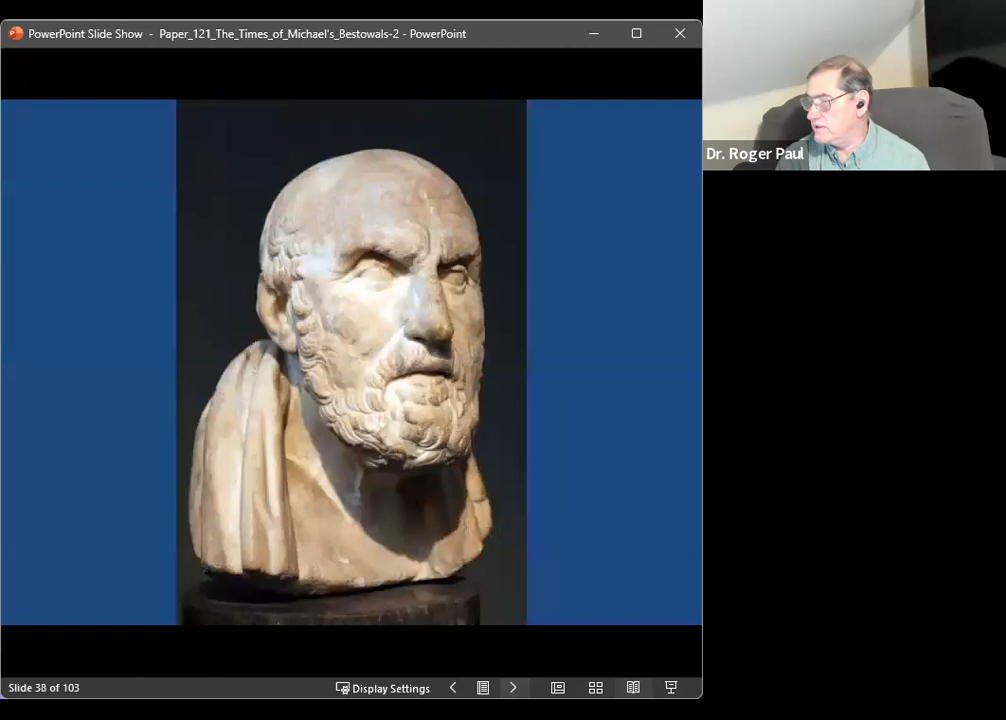 PowerPoint Slide Show - Paper_121_The_Times_of_Michael's_Bestowals-2 - PowerPoint
Dr. Roger Paul
Slide 38 of 103
Display Settings